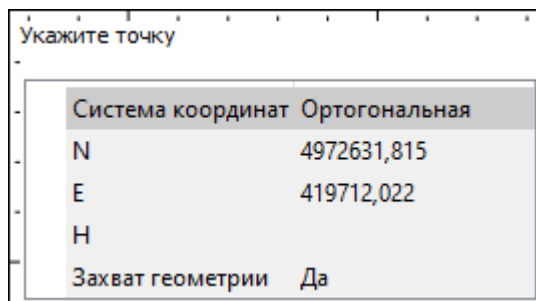 Укажите точку
Система координат Ортогональная
N 4972631,815
E 419712,022
H
Захват геометрии Да